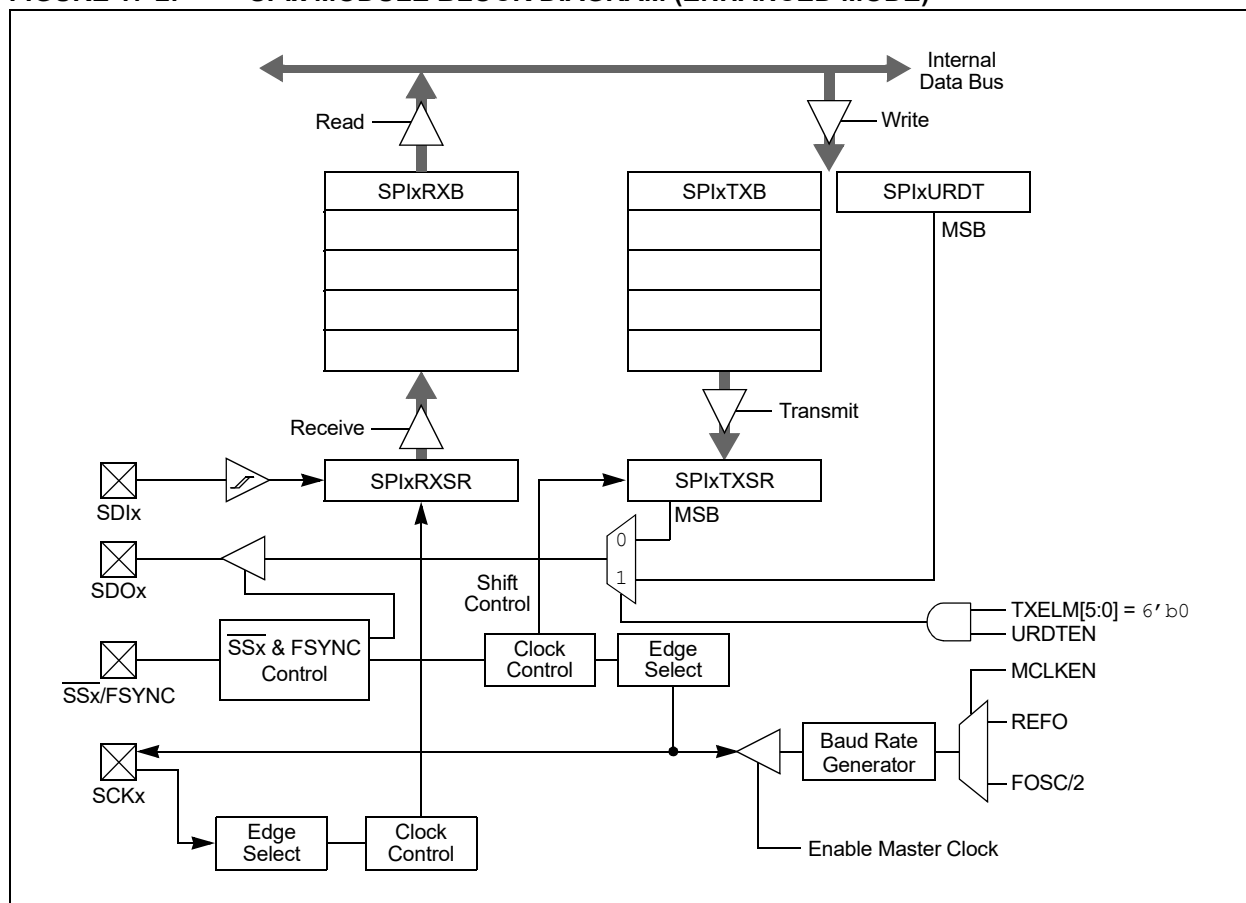 Internal
Data Bus
Read
Write
SPIxRXB
SPIxTXB
SPIxURDT
MSB
Transmit
Receive
SPIxRXSR
SPIxTXSR
SDIx
MSB
0
SDOx
1
Shift
Control
TXELM[5:0] = 6’b0
URDTEN
SSx & FSYNC
Control
Clock
Control
Edge
Select
MCLKEN
SSx/FSYNC
REFO
Baud Rate
Generator
SCKx
FOSC/2
Edge
Select
Clock
Control
Enable Master Clock